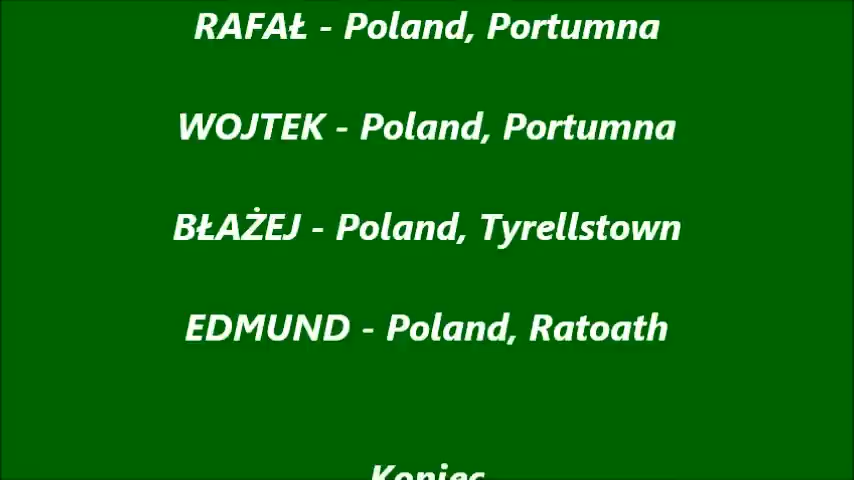 RAFAŁ - Poland, Portumna
WOJTEK - Poland, Portumna
BŁAŻEJ - Poland, Tyrellstown
EDMUND - Poland, Ratoath
Koniec